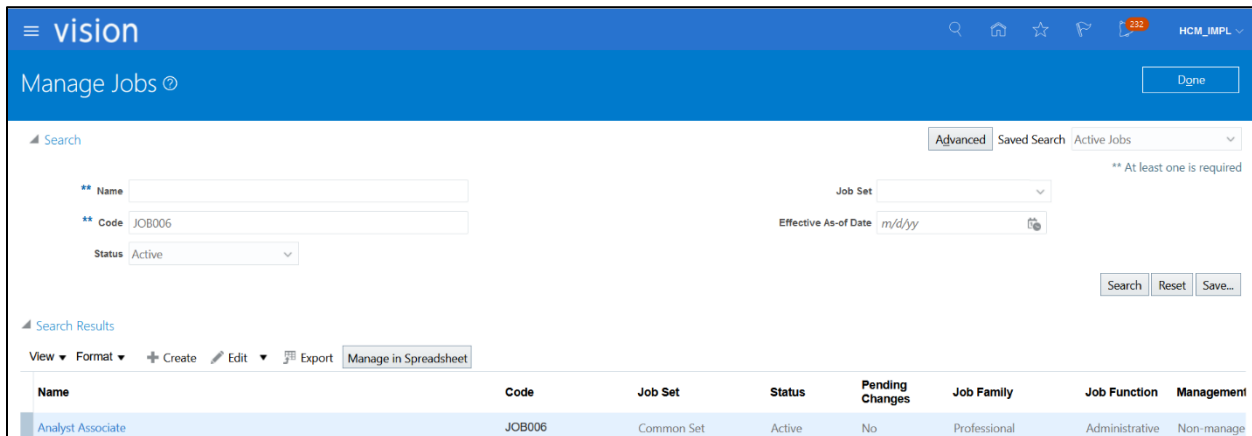 vision 232 HCM_IMPL
Manage Jobs Done
Search Advanced Saved Search Active Jobs
** At least one is required
** Name Job Set
** Code JOB006 Effective As-of Date m/d/yy
Status Active
Search Reset Save...
Search Results
View Format Create Edit Export Manage in Spreadsheet
Name Code Job Set Status Pending Changes Job Family Job Function Management
Analyst Associate JOB006 Common Set Active No Professional Administrative Non-manage